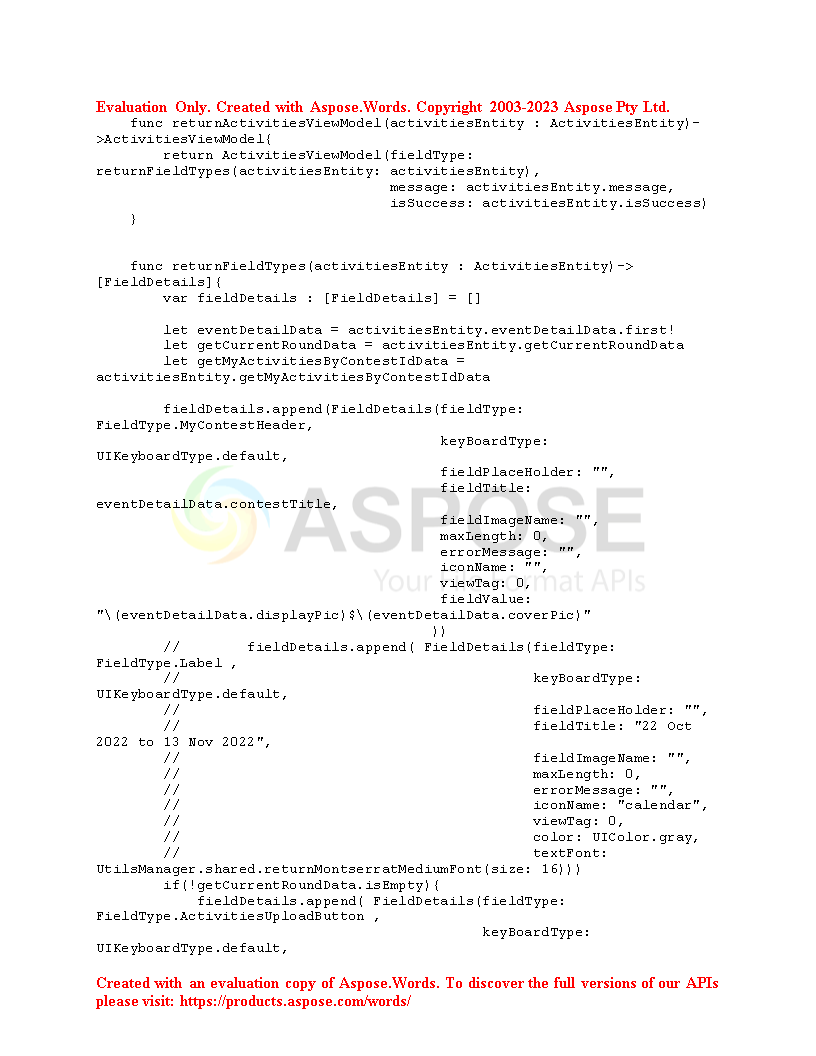 Evaluation Only. Created with Aspose.Words. Copyright 2003-2023 Aspose Pty Ltd.
    func returnActivitiesViewModel(activitiesEntity : ActivitiesEntity)-
>ActivitiesViewModel{
        return ActivitiesViewModel(fieldType:
returnFieldTypes(activitiesEntity: activitiesEntity),
                                   message: activitiesEntity.message,
                                   isSuccess: activitiesEntity.isSuccess)
    }
    func returnFieldTypes(activitiesEntity : ActivitiesEntity)->
[FieldDetails]{
        var fieldDetails : [FieldDetails] = []
        let eventDetailData = activitiesEntity.eventDetailData.first!
        let getCurrentRoundData = activitiesEntity.getCurrentRoundData
        let getMyActivitiesByContestIdData =
activitiesEntity.getMyActivitiesByContestIdData
        fieldDetails.append(FieldDetails(fieldType:
FieldType.MyContestHeader,
                                         keyBoardType:
UIKeyboardType.default,
                                         fieldPlaceHolder: "",
                                         fieldTitle:
eventDetailData.contestTitle,
                                         fieldImageName: "",
                                         maxLength: 0,
                                         errorMessage: "",
                                         iconName: "",
                                         viewTag: 0,
                                         fieldValue:
"\(eventDetailData.displayPic)$\(eventDetailData.coverPic)"
                                        ))
        //        fieldDetails.append( FieldDetails(fieldType:
FieldType.Label ,
        //                                          keyBoardType:
UIKeyboardType.default,
        //                                          fieldPlaceHolder: "",
        //                                          fieldTitle: "22 Oct
2022 to 13 Nov 2022",
        //                                          fieldImageName: "",
        //                                          maxLength: 0,
        //                                          errorMessage: "",
        //                                          iconName: "calendar",
        //                                          viewTag: 0,
        //                                          color: UIColor.gray,
        //                                          textFont:
UtilsManager.shared.returnMontserratMediumFont(size: 16)))
        if(!getCurrentRoundData.isEmpty){
            fieldDetails.append( FieldDetails(fieldType:
FieldType.ActivitiesUploadButton ,
                                              keyBoardType:
UIKeyboardType.default,
ASPOSE
Your File Format APIs
Created with an evaluation copy of Aspose.Words. To discover the full versions of our APIs
please visit: https://products.aspose.com/words/